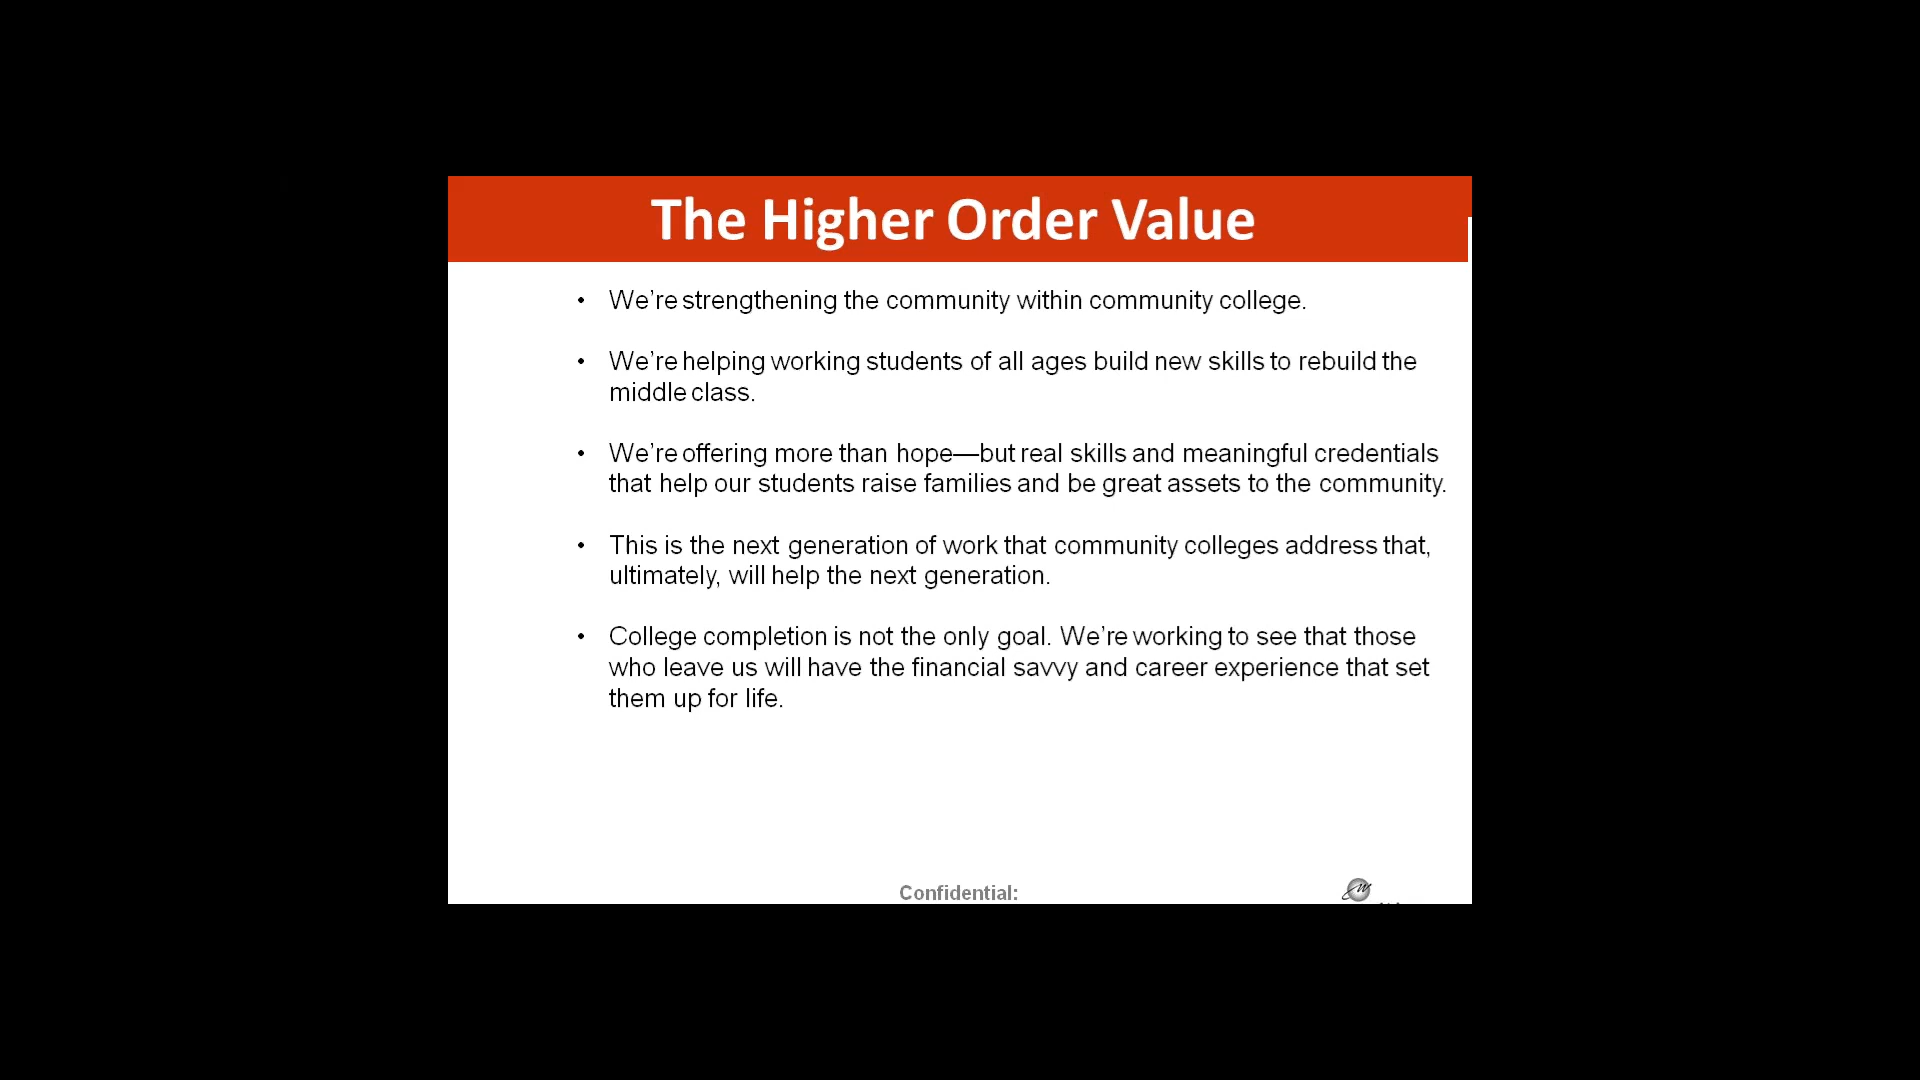 The Higher Order Value
• We’re strengthening the community within community college.
• We’re helping working students of all ages build new skills to rebuild the
middle class.
• We’re offering more than hope—but real skills and meaningful credentials
that help our students raise families and be great assets to the community.
• This is the next generation of work that community colleges address that,
ultimately, will help the next generation.
• College completion is not the only goal. We’re working to see that those
who leave us will have the financial savvy and career experience that set
them up for life.
Confidential: